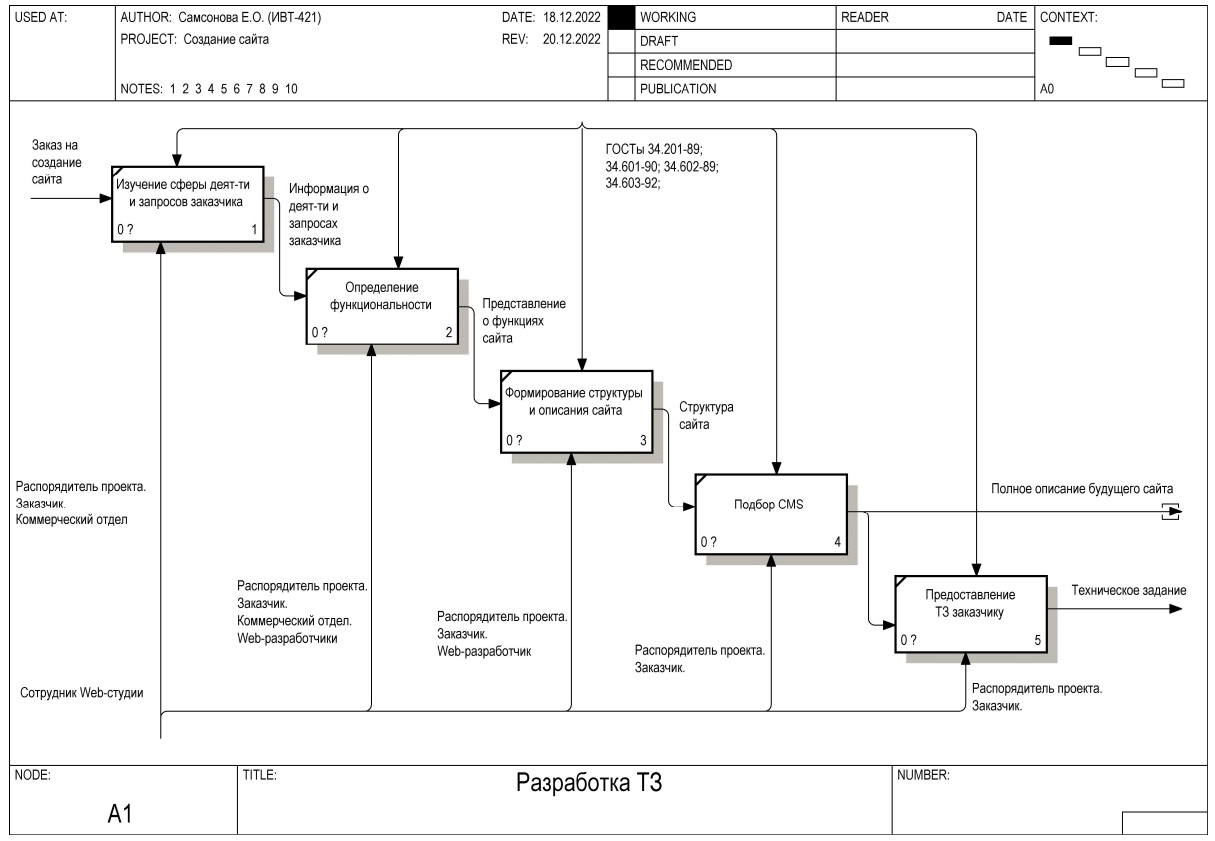 USED AT:
AUTHOR: Самсонова Е.О. (ИВТ-421)
DATE: 18.12.2022
PROJECT: Создание сайта
REV: 20.12.2022
NOTES: 1 2 3 4 5 6 7 8 9 10
WORKING
DRAFT
RECOMMENDED
PUBLICATION
READER
DATE
CONTEXT:
A0
Заказ на
создание
сайта
Изучение сферы деят-ти
и запросов заказчика
0 ?
1
Информация о
деят-ти и
запросах
заказчика
ГОСТы 34.201-89;
34.601-90; 34.602-89;
34.603-92;
Определение
функциональности
0 ?
2
Представление
о функциях
сайта
Формирование структуры
и описания сайта
0 ?
3
Структура
сайта
Подбор CMS
0 ?
4
Полное описание будущего сайта
Предоставление
ТЗ заказчику
0 ?
5
Техническое задание
Распорядитель проекта.
Заказчик.
Коммерческий отдел
Распорядитель проекта.
Заказчик.
Коммерческий отдел.
Web-разработчики
Распорядитель проекта.
Заказчик.
Web-разработчик
Распорядитель проекта.
Заказчик.
Распорядитель проекта.
Заказчик.
Сотрудник Web-студии
NODE:
A1
TITLE:
Разработка ТЗ
NUMBER: